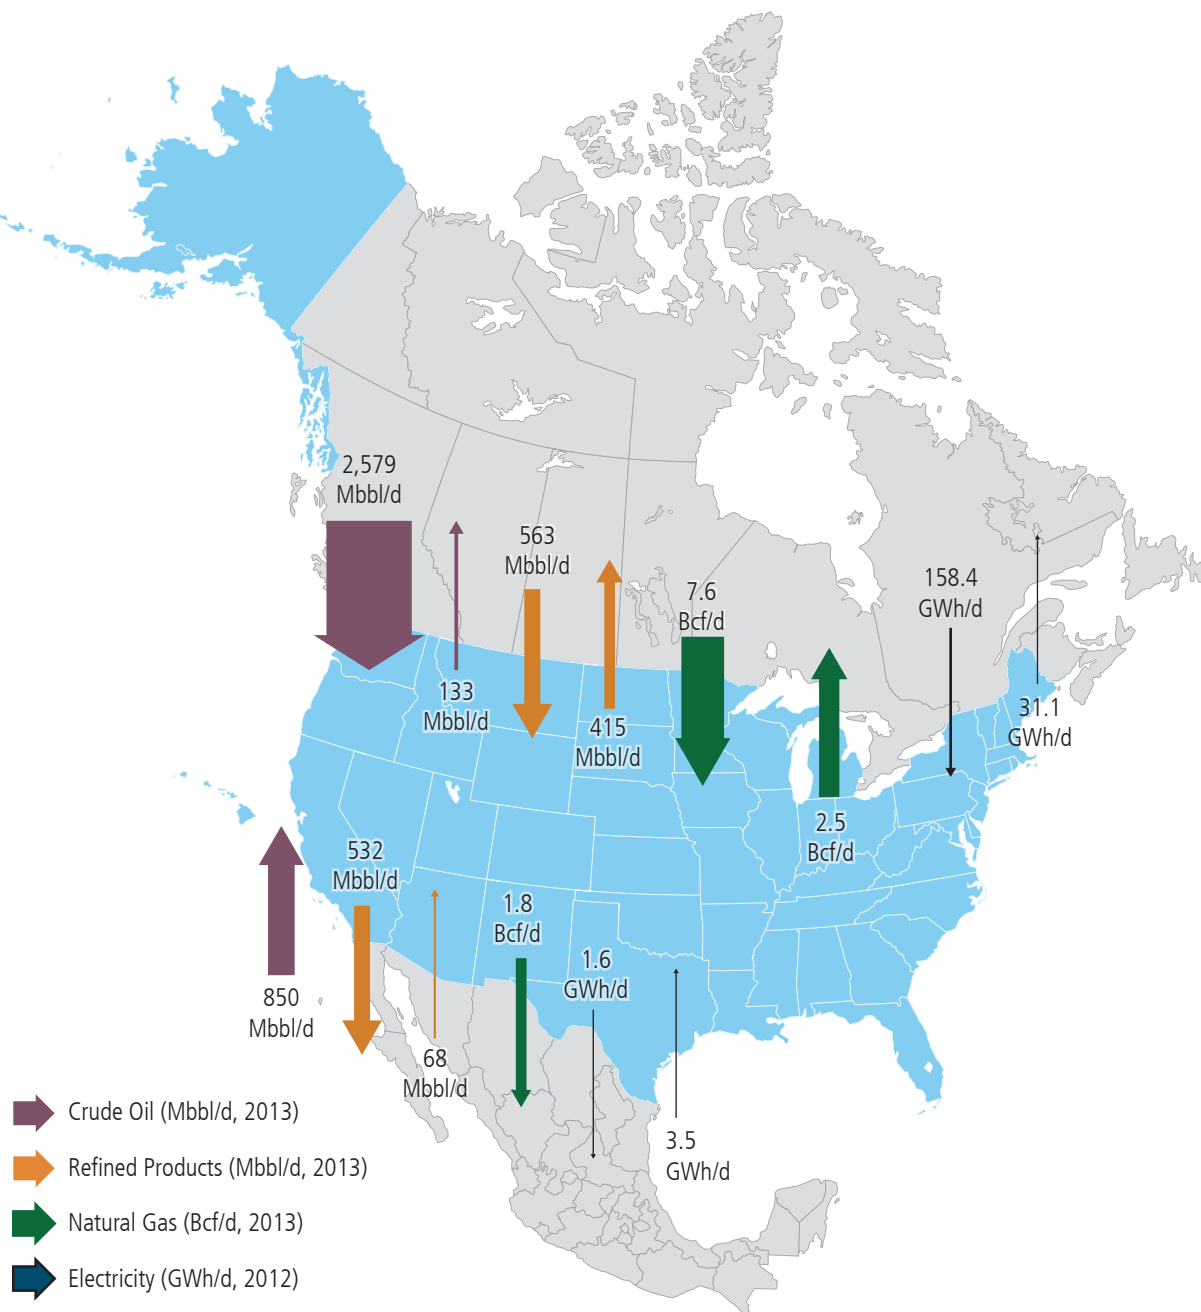 2,579
Mbbl/d
563
Mbbl/d
7.6
Bcf/d
158.4
GWh/d
133
Mbbl/d
415
Mbbl/d
31.1
GWh/d
2.5
Bcf/d
532
Mbbl/d
1.8
Bcf/d
1.6
GWh/d
850
Mbbl/d
68
Mbbl/d
3.5
GWh/d
Crude Oil (Mbbl/d, 2013)
Refined Products (Mbbl/d, 2013)
Natural Gas (Bcf/d, 2013)
Electricity (GWh/d, 2012)